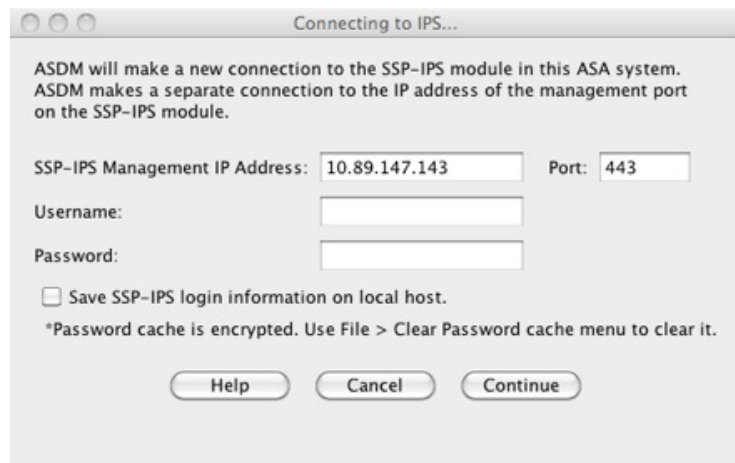 Connecting to IPS...
ASDM will make a new connection to the SSP-IPS module in this ASA system.
ASDM makes a separate connection to the IP address of the management port
on the SSP-IPS module.
SSP-IPS Management IP Address: 10.89.147.143 Port: 443
Username:
Password:
Save SSP-IPS login information on local host.
*Password cache is encrypted. Use File > Clear Password cache menu to clear it.
Help Cancel Continue